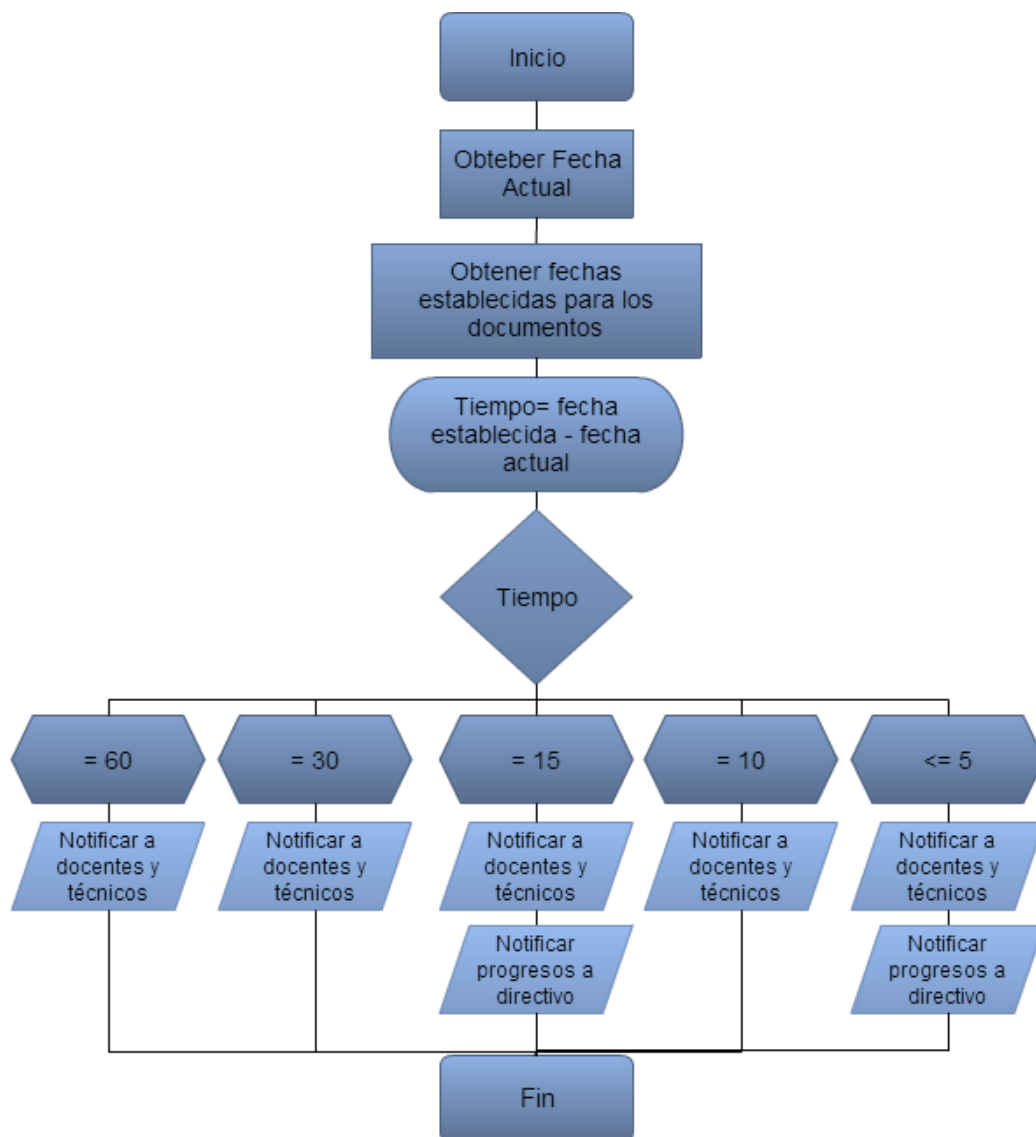 Inicio
Obteber Fecha
Actual
Obtener fechas
establecidas para los
documentos
Tiempo= fecha
establecida - fecha
actual
Tiempo
= 60
= 30
= 15
= 10
<= 5
Notificar a
docentes y
técnicos
Notificar a
docentes y
técnicos
Notificar a
docentes y
técnicos
Notificar a
docentes y
técnicos
Notificar a
docentes y
técnicos
Notificar
progresos a
directivo
Notificar
progresos a
directivo
Fin